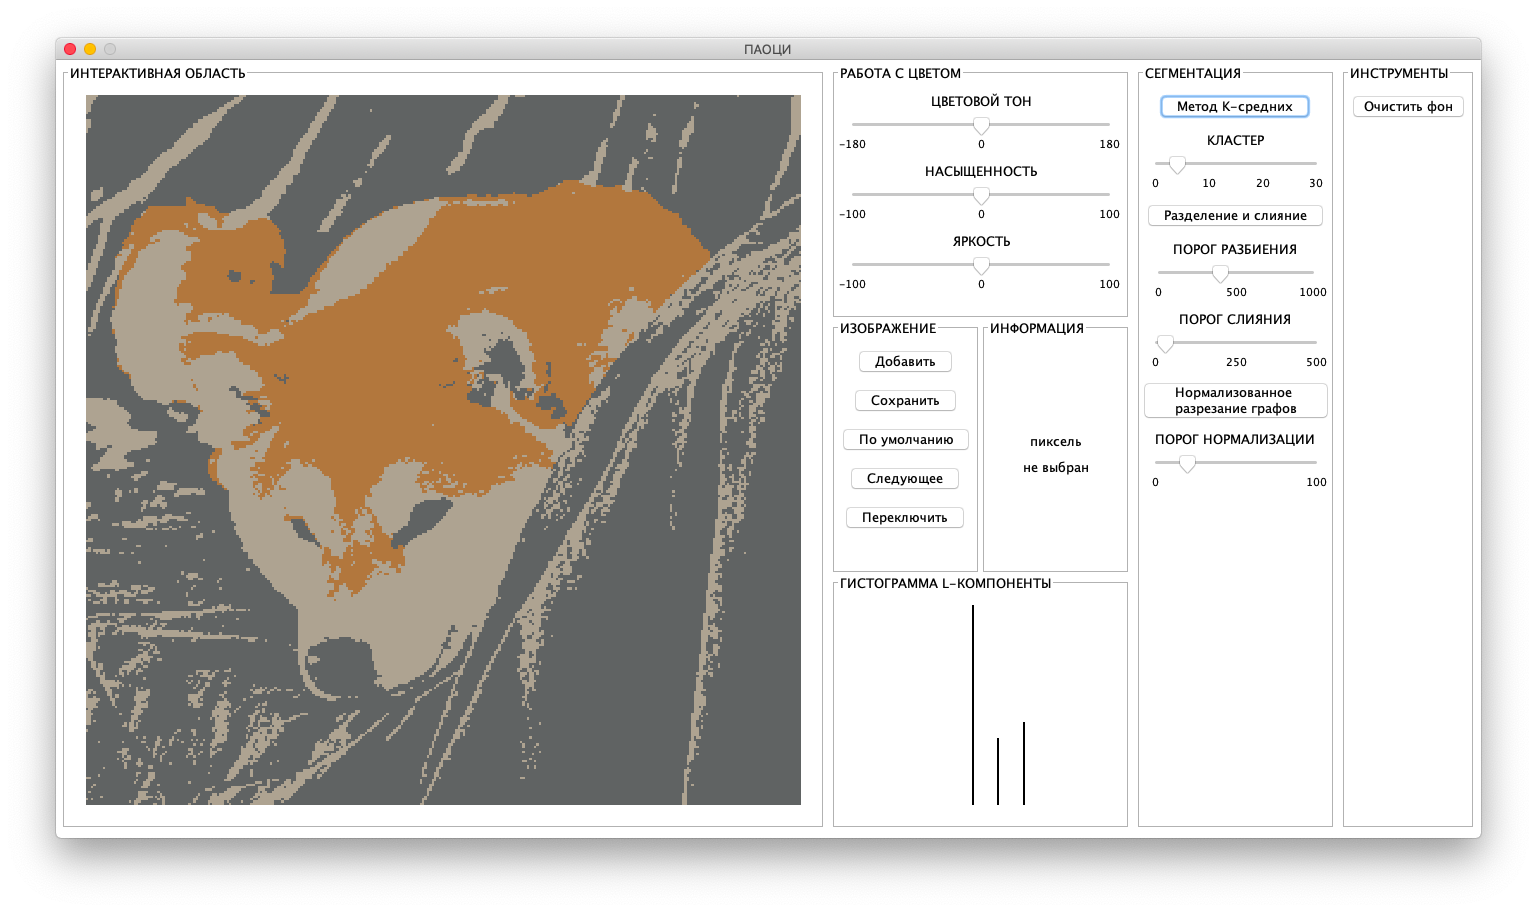 ПАОЦИ
ИНТЕРАКТИВНАЯ ОБЛАСТЬ
РАБОТА С ЦВЕТОМ
ЦВЕТОВОЙ ТОН
-180 0 180
НАСЫЩЕННОСТЬ
-100 0 100
ЯРКОСТЬ
-100 0 100
ИЗОБРАЖЕНИЕ
Добавить
Сохранить
По умолчанию
Следующее
Переключить
ИНФОРМАЦИЯ
пиксель
не выбран
ГИСТОГРАММА L-КОМПОНЕНТЫ
СЕГМЕНТАЦИЯ
Метод К-средних
КЛАСТЕР
0 10 20 30
Разделение и слияние
ПОРОГ РАЗБИЕНИЯ
0 500 1000
ПОРОГ СЛИЯНИЯ
0 250 500
Нормализованное
разрезание графов
ПОРОГ НОРМАЛИЗАЦИИ
0 100
ИНСТРУМЕНТЫ
Очистить фон